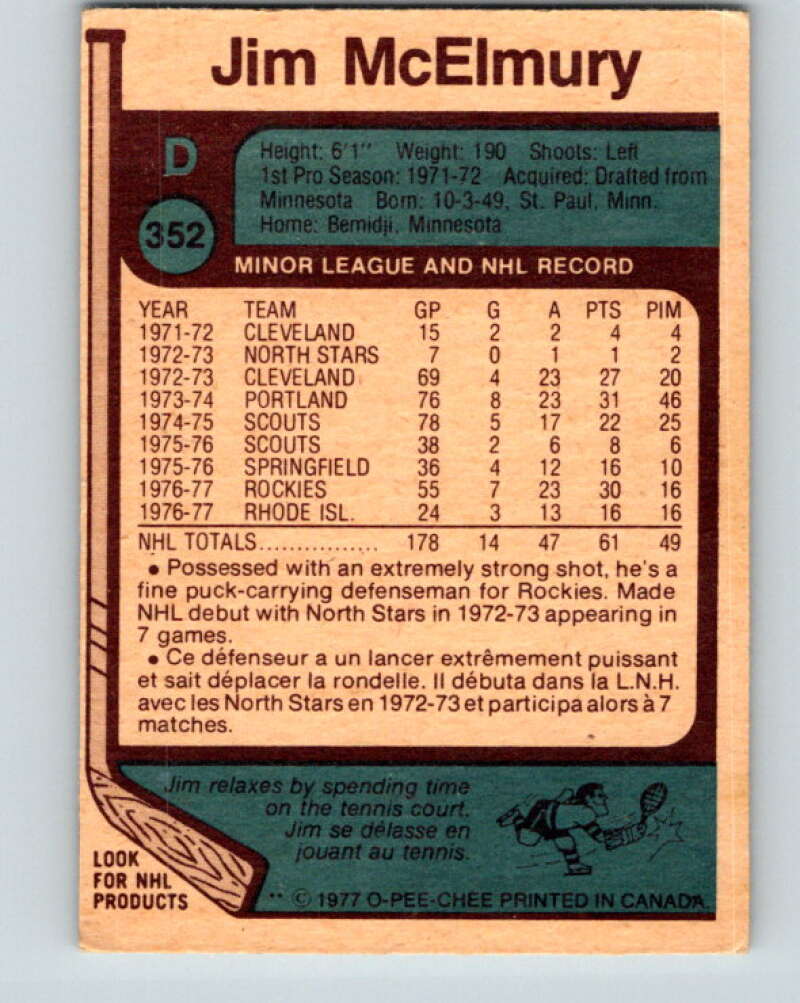 Jim McElmury
D
352
Height: 6'1" Weight: 190 Shoots: Left
1st Pro Season: 1971-72 Acquired: Drafted from
Minnesota Born: 10-3-49, St. Paul, Minn.
Home: Bemidji, Minnesota
MINOR LEAGUE AND NHL RECORD
YEAR TEAM GP G A PTS PIM
1971-72 CLEVELAND 15 2 2 4 4
1972-73 NORTH STARS 7 0 1 1 2
1972-73 CLEVELAND 69 4 23 27 20
1973-74 PORTLAND 76 8 23 31 46
1974-75 SCOUTS 78 5 17 22 25
1975-76 SCOUTS 38 2 6 8 6
1975-76 SPRINGFIELD 36 4 12 16 10
1976-77 ROCKIES 55 7 23 30 16
1976-77 RHODE ISL. 24 3 13 16 16
NHL TOTALS................ 178 14 47 61 49
• Possessed with an extremely strong shot, he's a
fine puck-carrying defenseman for Rockies. Made
NHL debut with North Stars in 1972-73 appearing in
7 games.
• Ce défenseur a un lancer extrêmement puissant
et sait déplacer la rondelle. Il débuta dans la L.N.H.
avec les North Stars en 1972-73 et participa alors à 7
matches.
Jim relaxes by spending time
on the tennis court.
Jim se délasse en
jouant au tennis.
LOOK
FOR NHL
PRODUCTS
** © 1977 O-PEE-CHEE PRINTED IN CANADA.